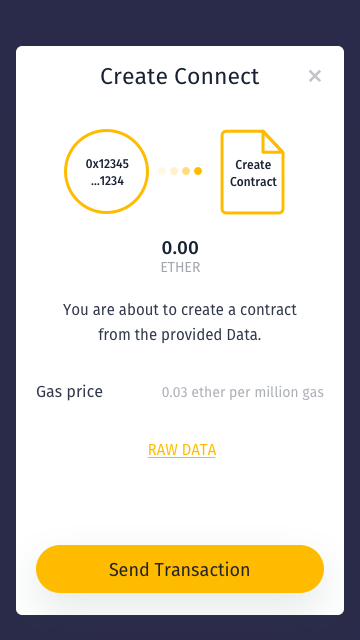 Create Connect
×
0x12345
...1234
Create
Contract
0.00
ETHER
You are about to create a contract
from the provided Data.
Gas price 0.03 ether per million gas
RAW DATA
Send Transaction